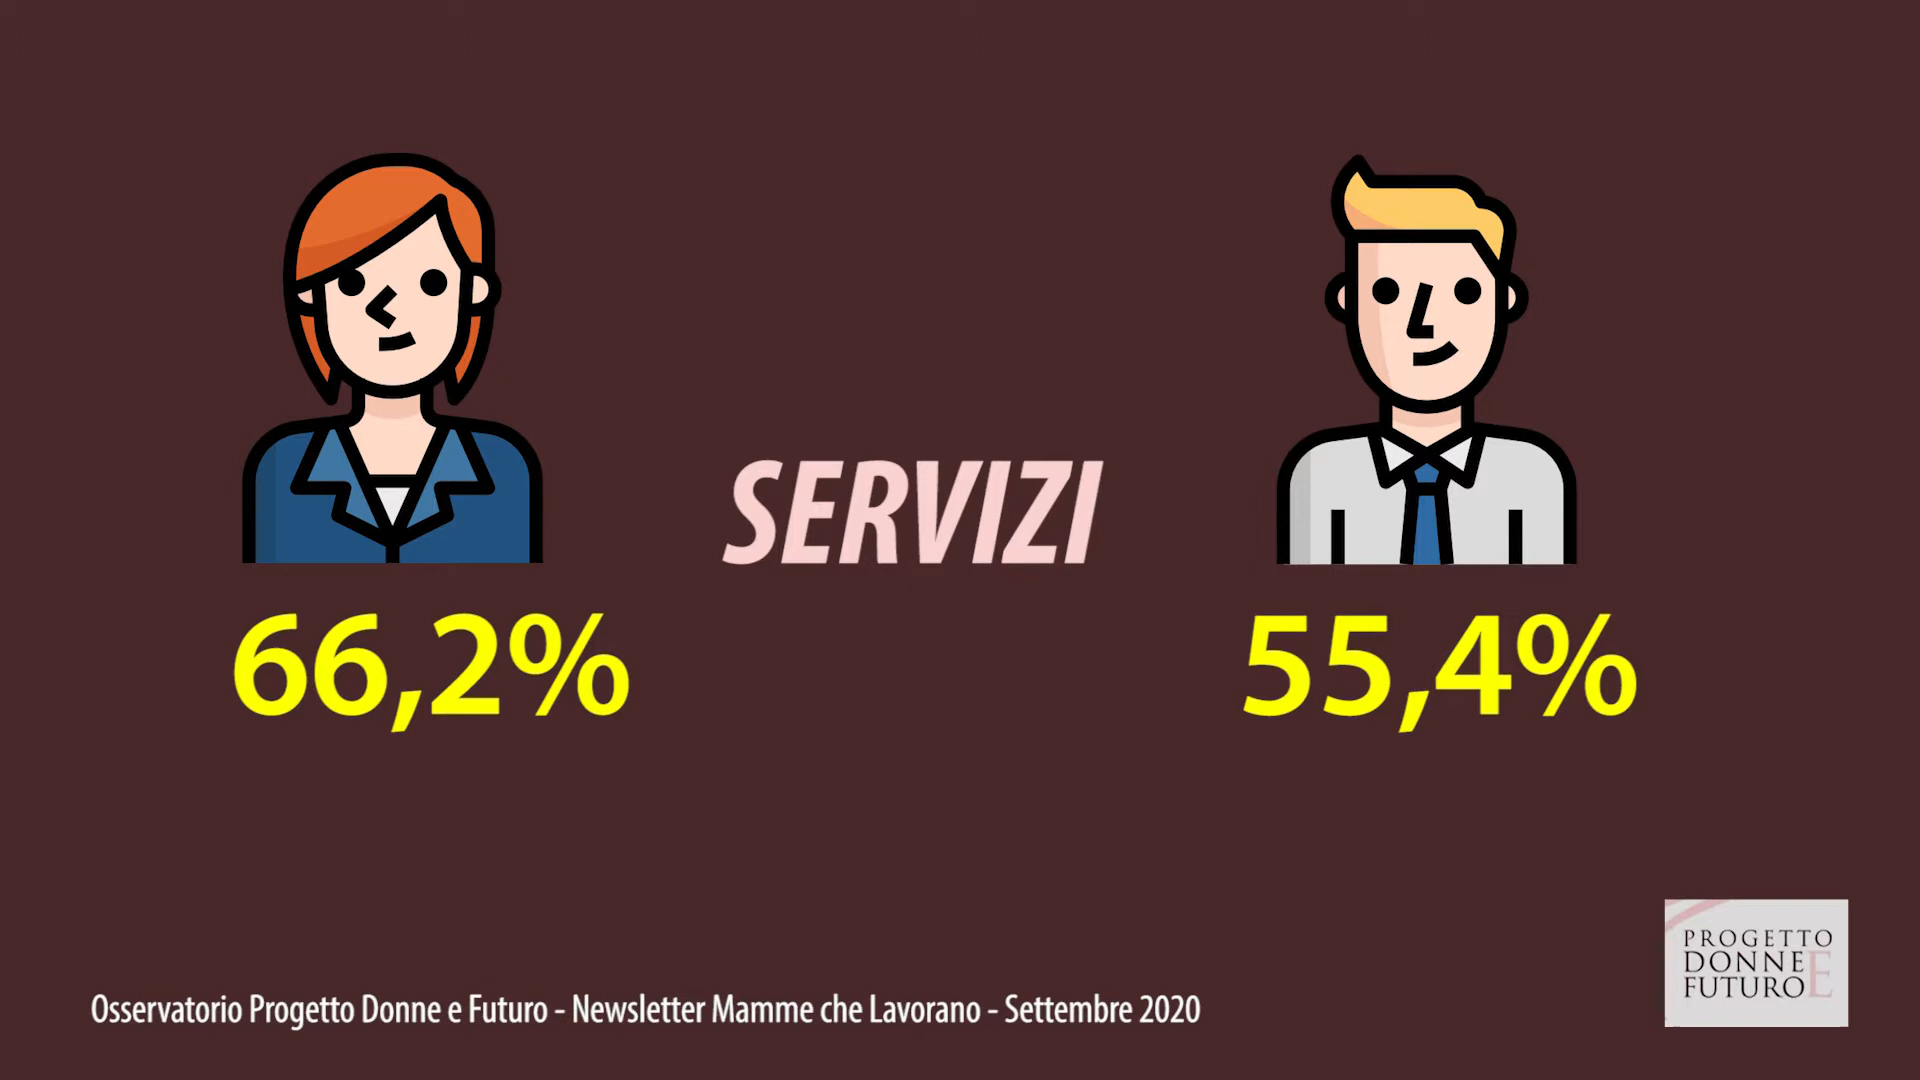 SERVIZI
66,2%
55,4%
PROGETTO
DONNE E
FUTURO
Osservatorio Progetto Donne e Futuro - Newsletter Mamme che Lavorano - Settembre 2020